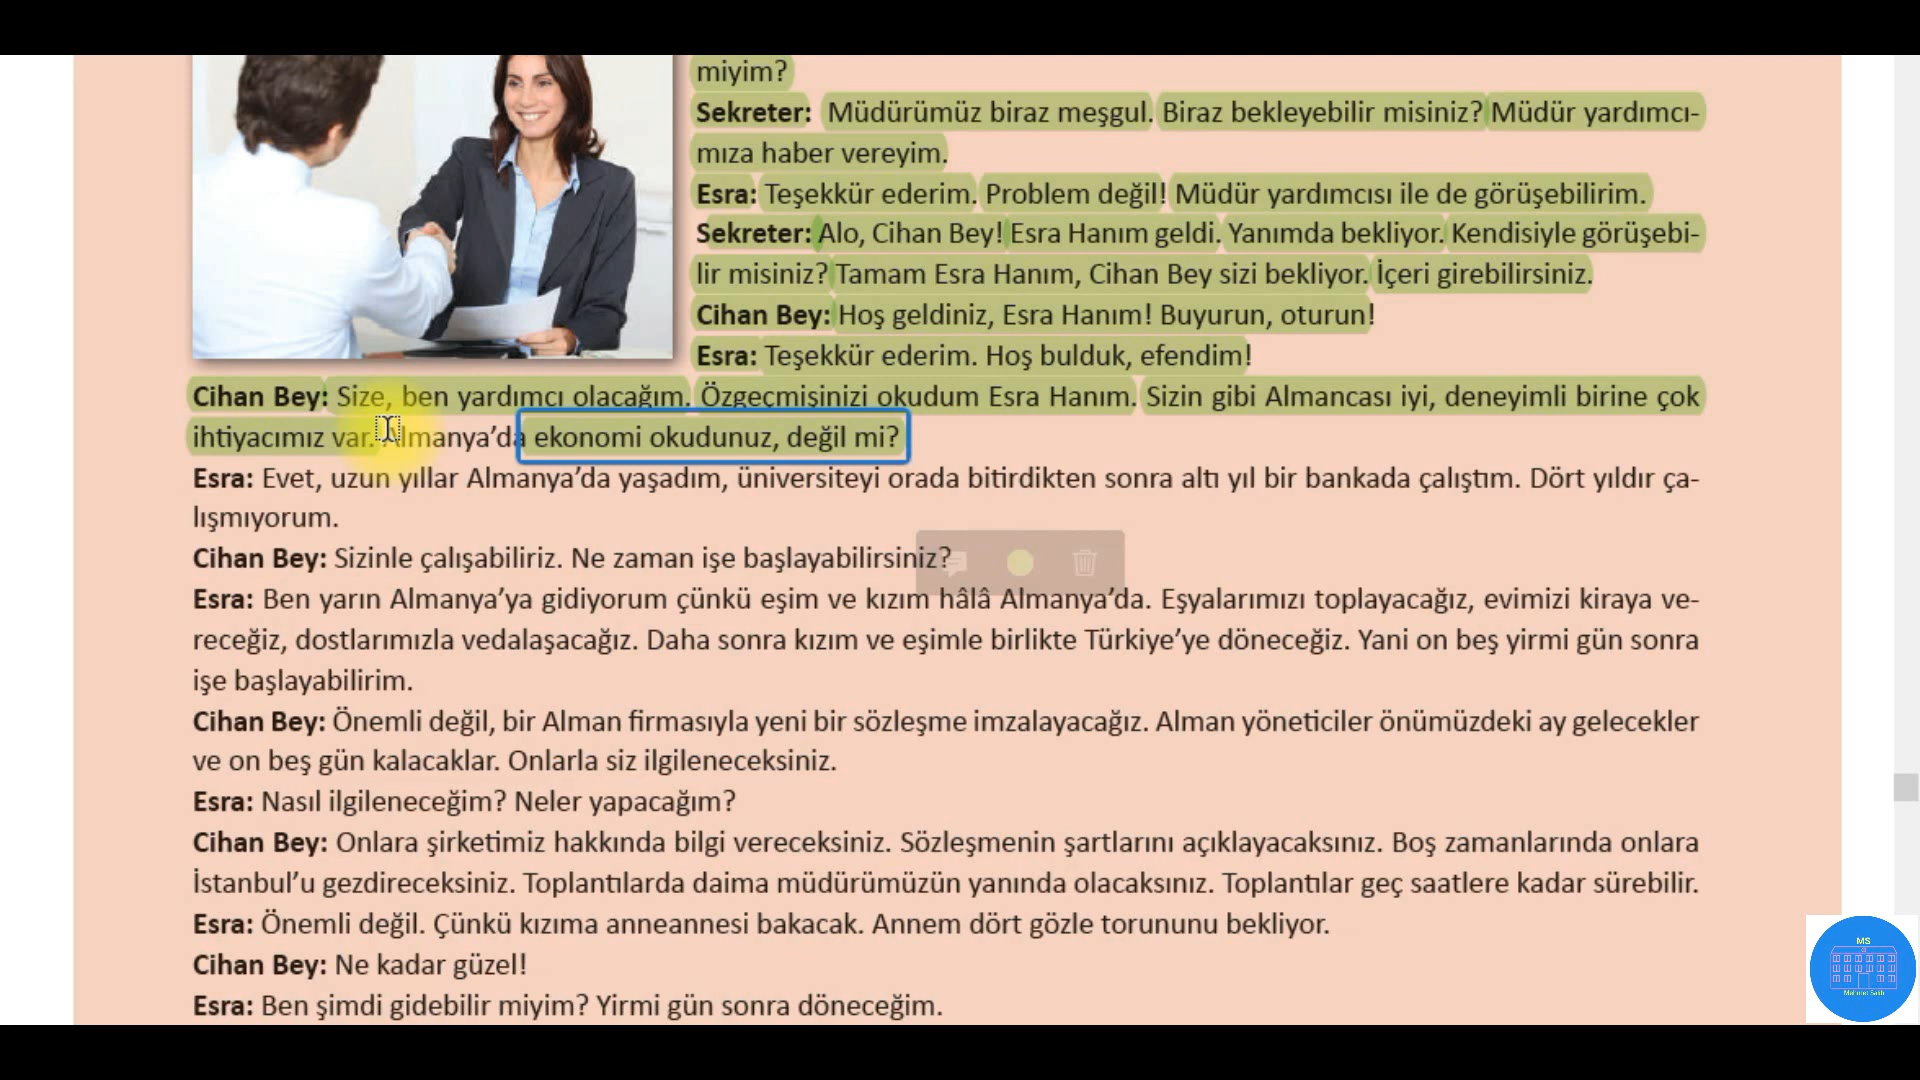 miyim?
Sekreter: Müdürümüz biraz meşgul. Biraz bekleyebilir misiniz? Müdür yardımcı-
mıza haber vereyim.
Esra: Teşekkür ederim. Problem değil! Müdür yardımcısı ile de görüşebilirim.
Sekreter: Alo, Cihan Bey! Esra Hanım geldi. Yanımda bekliyor. Kendisiyle görüşebi-
lir misiniz? Tamam Esra Hanım, Cihan Bey sizi bekliyor. İçeri girebilirsiniz.
Cihan Bey: Hoş geldiniz, Esra Hanım! Buyurun, oturun!
Esra: Teşekkür ederim. Hoş bulduk, efendim!
Cihan Bey: Size, ben yardımcı olacağım. Özgeçmişinizi okudum Esra Hanım. Sizin gibi Almancası iyi, deneyimli birine çok
ihtiyacımız var. Almanya’da ekonomi okudunuz, değil mi?
Esra: Evet, uzun yıllar Almanya’da yaşadım, üniversiteyi orada bitirdikten sonra altı yıl bir bankada çalıştım. Dört yıldır ça-
lışmıyorum.
Cihan Bey: Sizinle çalışabiliriz. Ne zaman işe başlayabilirsiniz?
Esra: Ben yarın Almanya’ya gidiyorum çünkü eşim ve kızım hâlâ Almanya’da. Eşyalarımızı toplayacağız, evimizi kiraya ve-
receğiz, dostlarımızla vedalaşacağız. Daha sonra kızım ve eşimle birlikte Türkiye’ye döneceğiz. Yani on beş yirmi gün sonra
işe başlayabilirim.
Cihan Bey: Önemli değil, bir Alman firmasıyla yeni bir sözleşme imzalayacağız. Alman yöneticiler önümüzdeki ay gelecekler
ve on beş gün kalacaklar. Onlarla siz ilgileneceksiniz.
Esra: Nasıl ilgileneceğim? Neler yapacağım?
Cihan Bey: Onlara şirketimiz hakkında bilgi vereceksiniz. Sözleşmenin şartlarını açıklayacaksınız. Boş zamanlarında onlara
İstanbul’u gezdireceksiniz. Toplantılarda daima müdürümüzün yanında olacaksınız. Toplantılar geç saatlere kadar sürebilir.
Esra: Önemli değil. Çünkü kızıma anneannesi bakacak. Annem dört gözle torununu bekliyor.
Cihan Bey: Ne kadar güzel!
Esra: Ben şimdi gidebilir miyim? Yirmi gün sonra döneceğim.
MS
Mehmet Salih